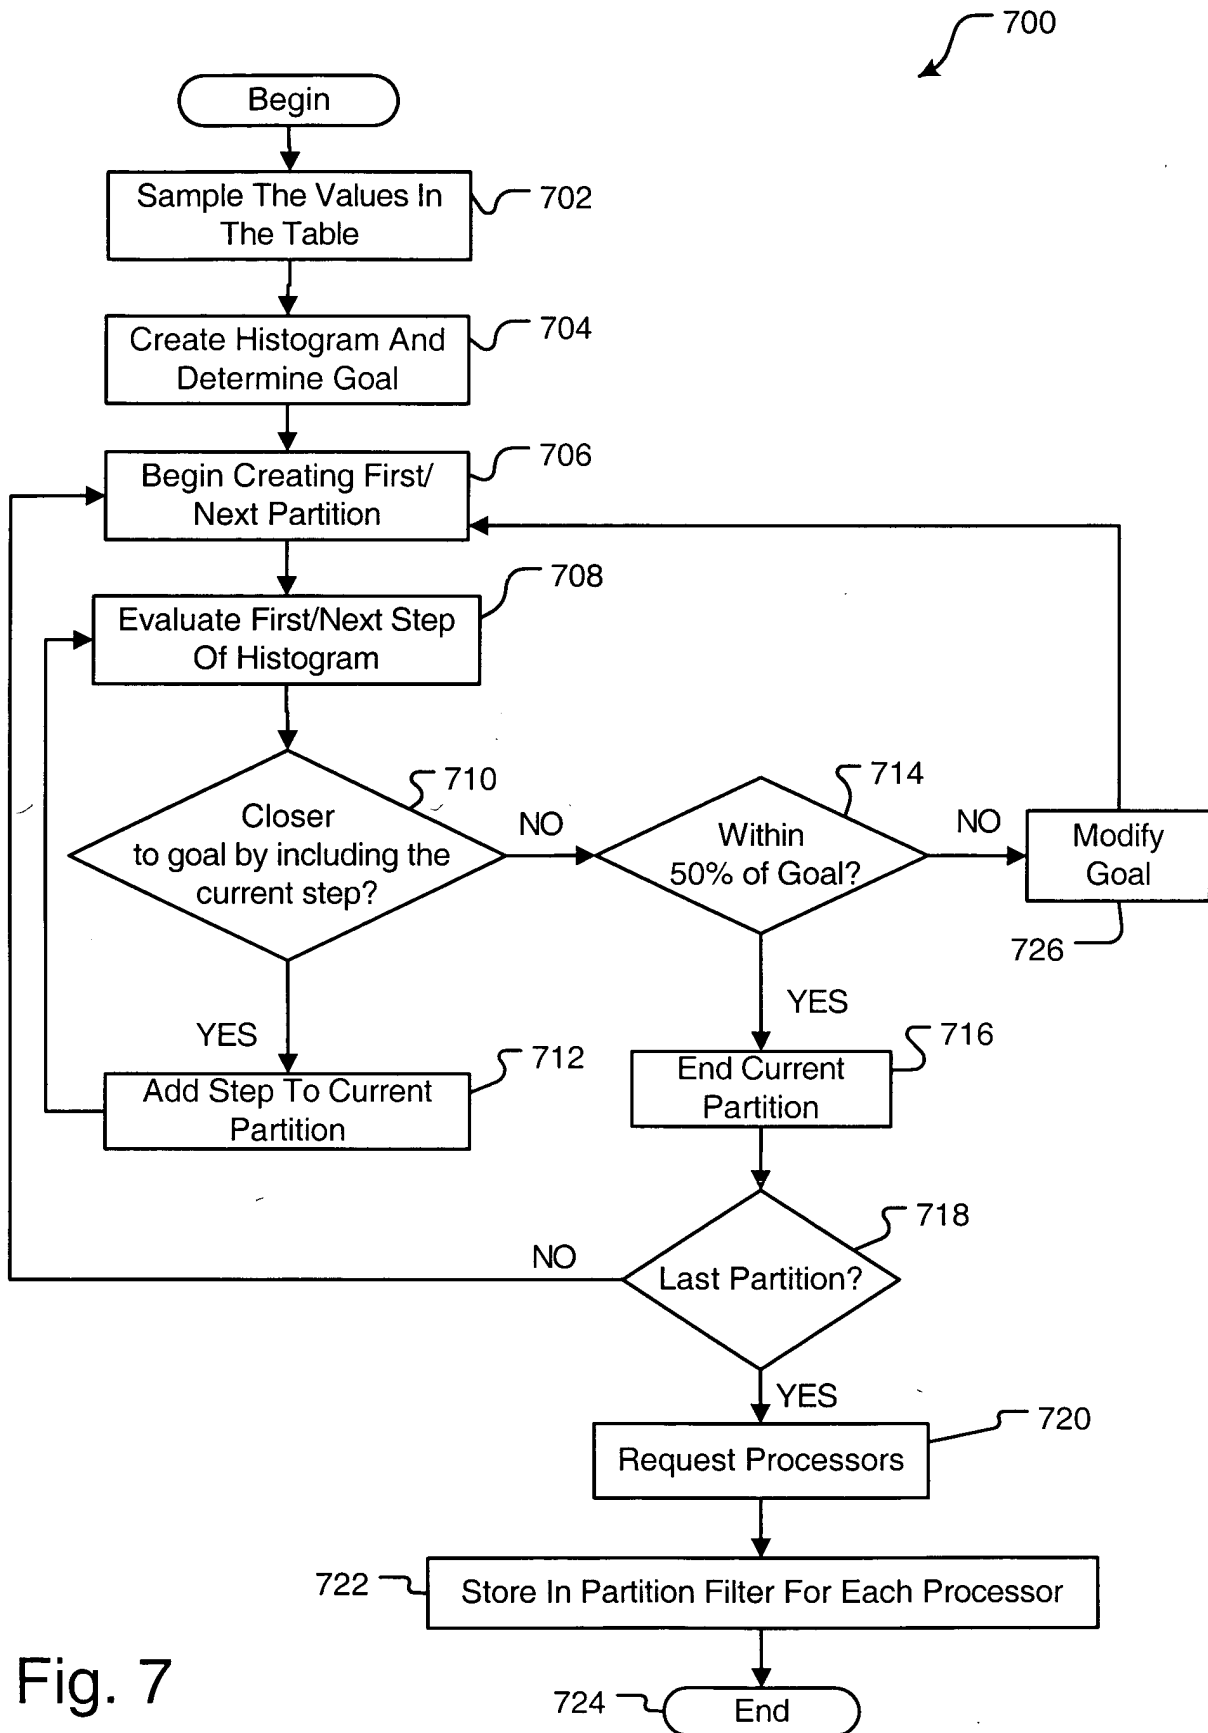 700
Begin
Sample The Values In
The Table
702
Create Histogram And
Determine Goal
704
Begin Creating First/
Next Partition
706
Evaluate First/Next Step
Of Histogram
708
Closer
to goal by including the
current step?
710
NO
Within
50% of Goal?
714
NO
Modify
Goal
726
YES
Add Step To Current
Partition
712
YES
End Current
Partition
716
Last Partition?
718
NO
YES
Request Processors
720
Store In Partition Filter For Each Processor
722
End
724
Fig. 7